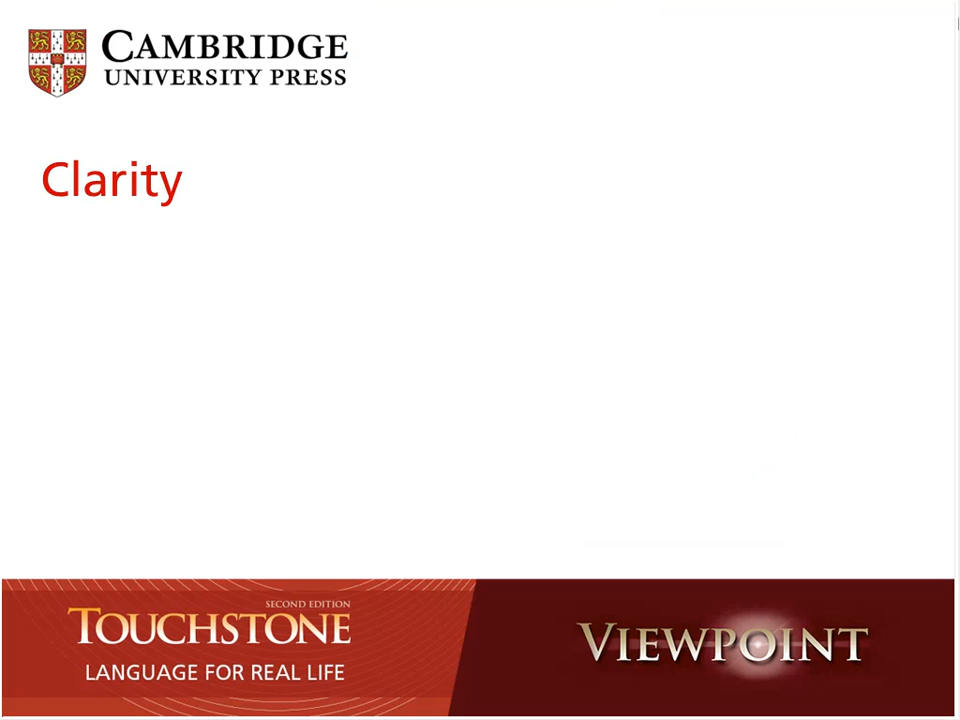 CAMBRIDGE
UNIVERSITY PRESS
Clarity
SECOND EDITION
TOUCHSTONE
LANGUAGE FOR REAL LIFE
VIEWPOINT